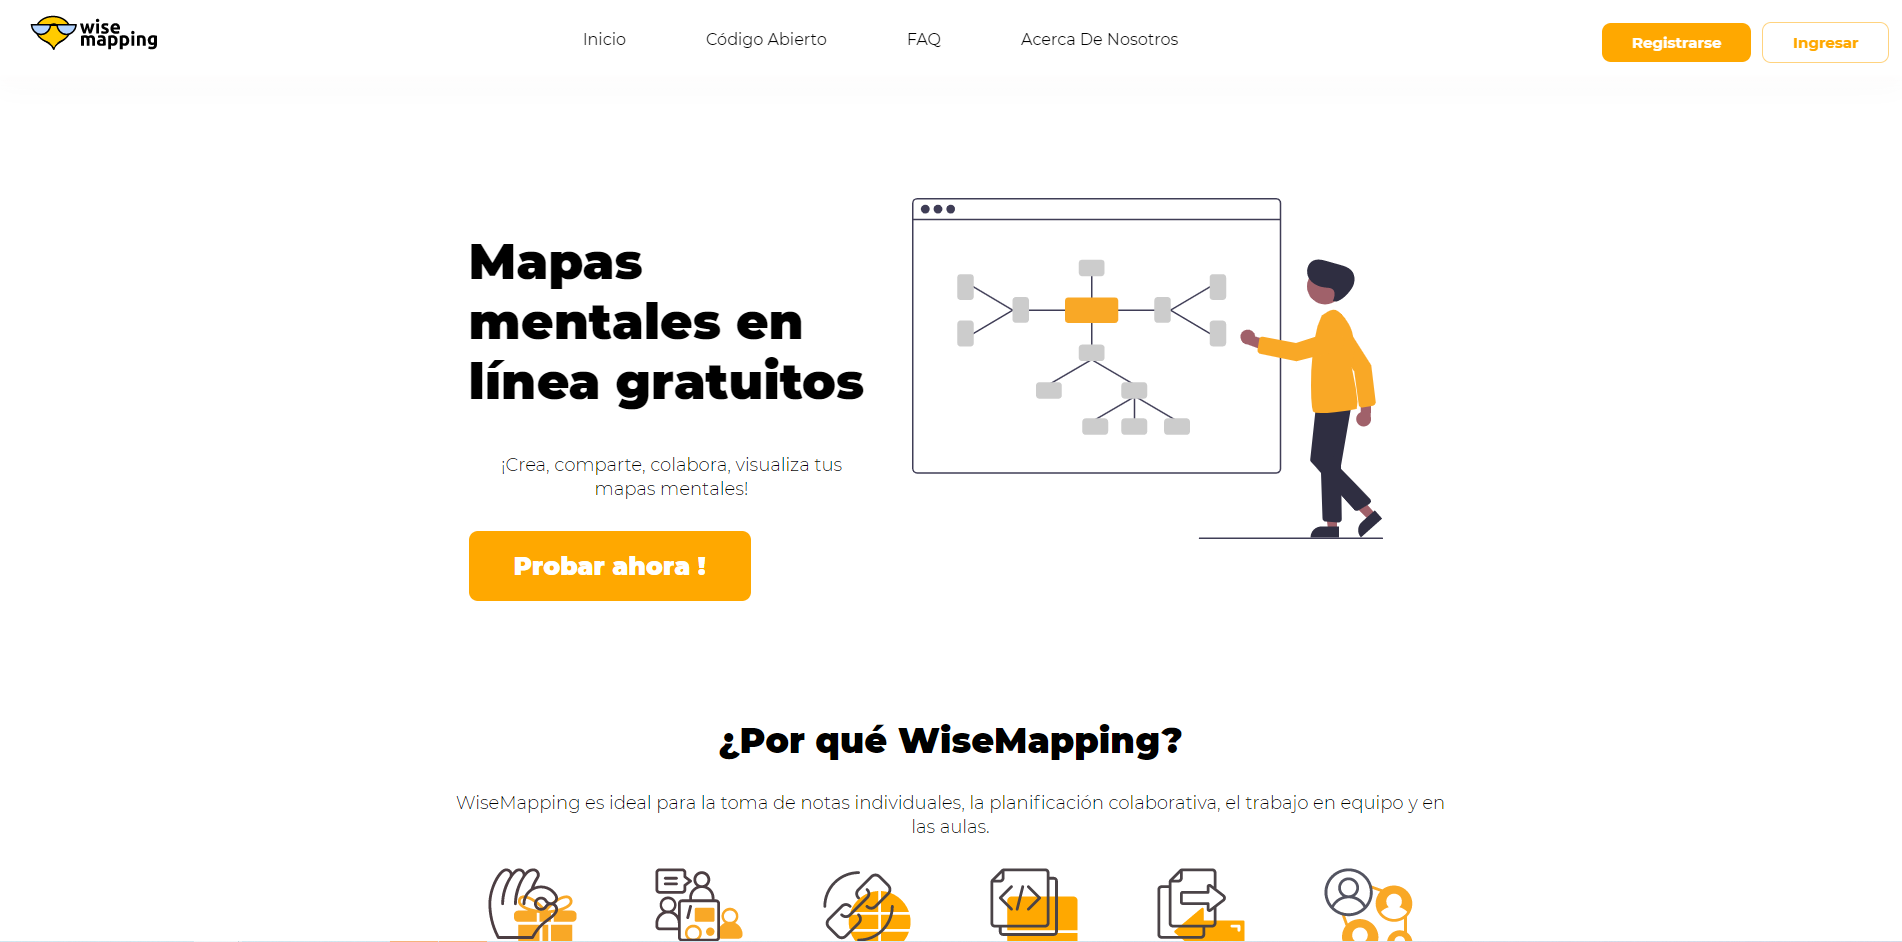 wise
mapping
Inicio
Código Abierto
FAQ
Acerca De Nosotros
Registrarse
Ingresar
Mapas
mentales en
línea gratuitos
¡Crea, comparte, colabora, visualiza tus
mapas mentales!
Probar ahora !
¿Por qué WiseMapping?
WiseMapping es ideal para la toma de notas individuales, la planificación colaborativa, el trabajo en equipo y en
las aulas.